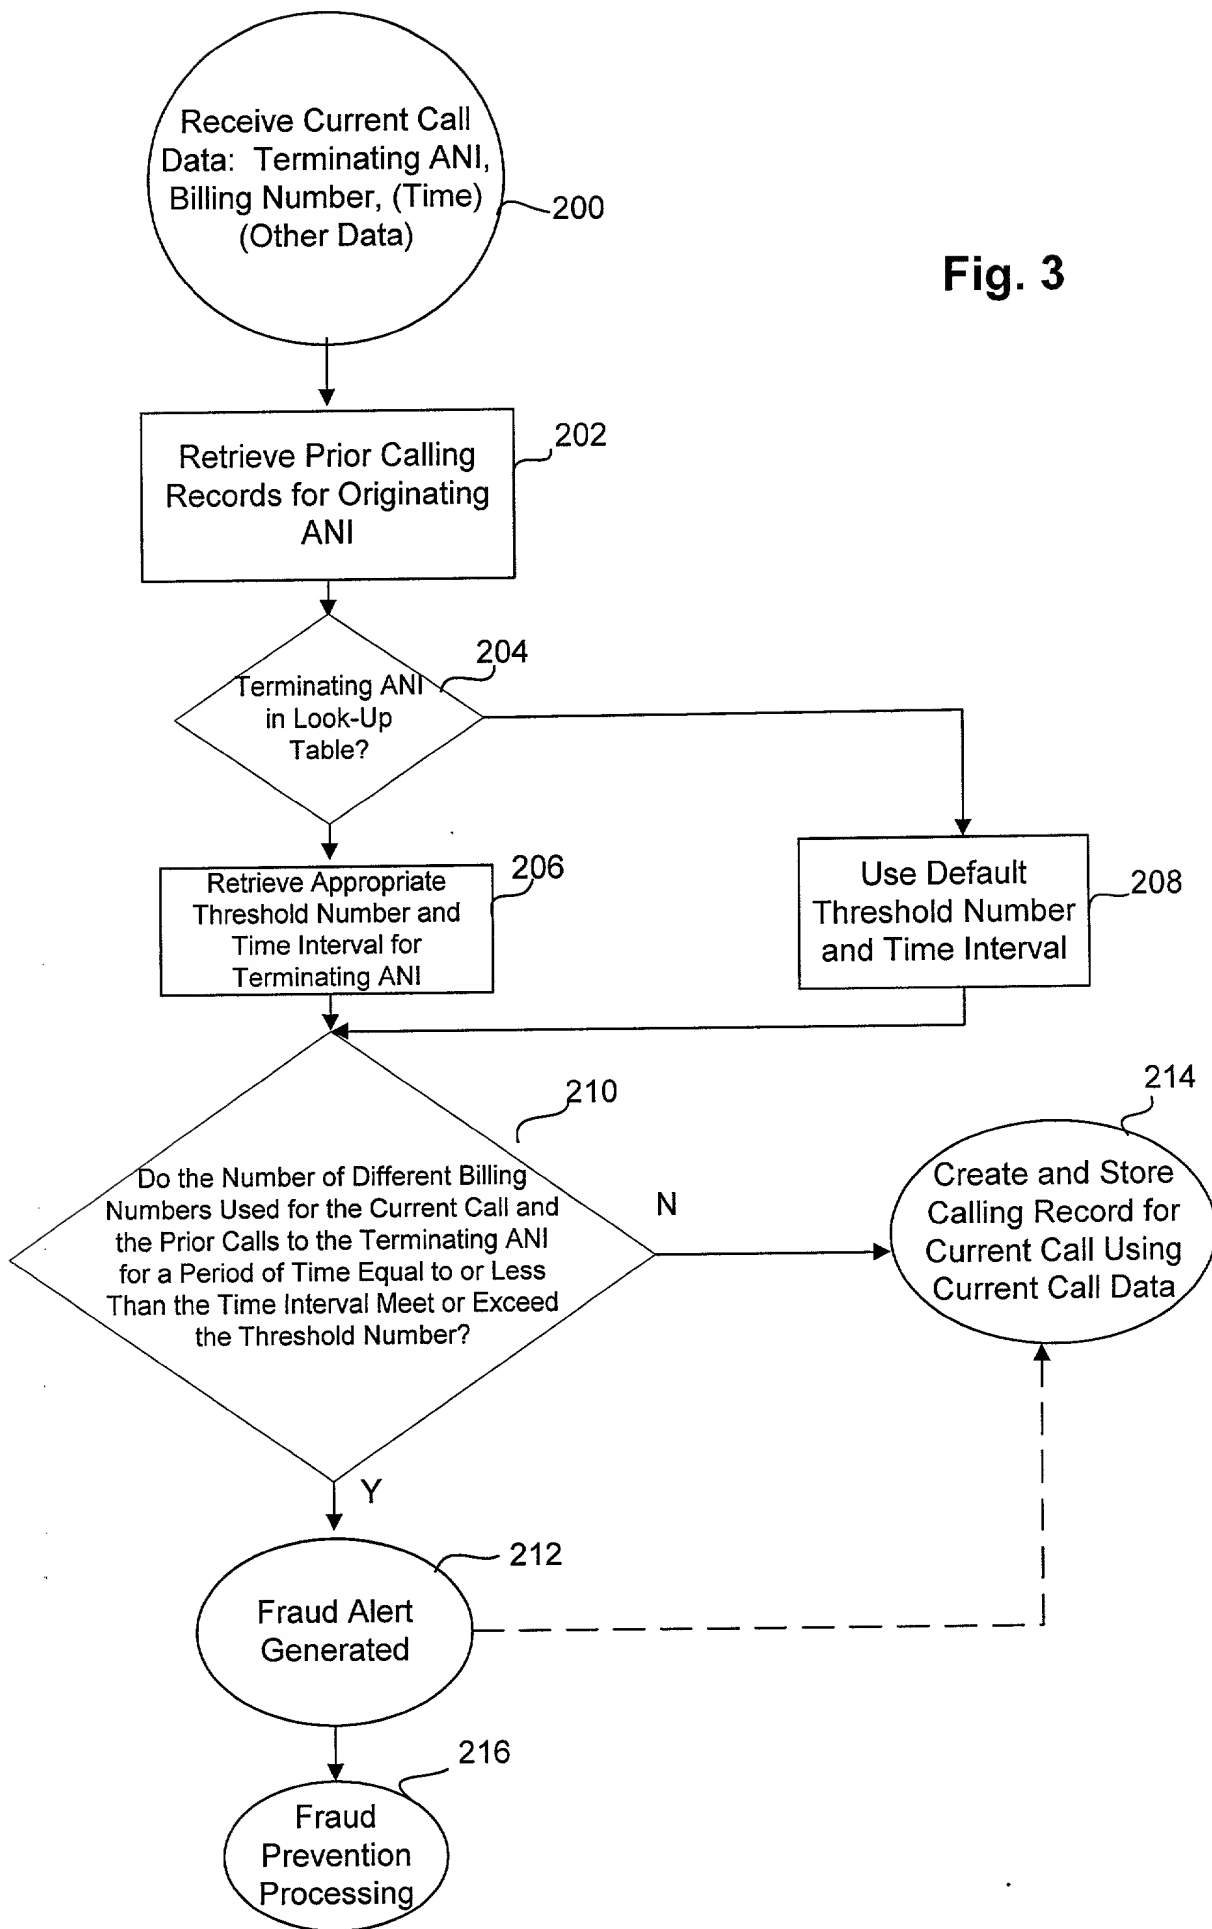 Receive Current Call
Data: Terminating ANI,
Billing Number, (Time)
(Other Data)
200
Fig. 3
Retrieve Prior Calling
Records for Originating
ANI
202
204
Terminating ANI
in Look-Up
Table?
Retrieve Appropriate
Threshold Number and
Time Interval for
Terminating ANI
206
Use Default
Threshold Number
and Time Interval
208
210
Do the Number of Different Billing
Numbers Used for the Current Call and
the Prior Calls to the Terminating ANI
for a Period of Time Equal to or Less
Than the Time Interval Meet or Exceed
the Threshold Number?
N
214
Create and Store
Calling Record for
Current Call Using
Current Call Data
Y
212
Fraud Alert
Generated
216
Fraud
Prevention
Processing